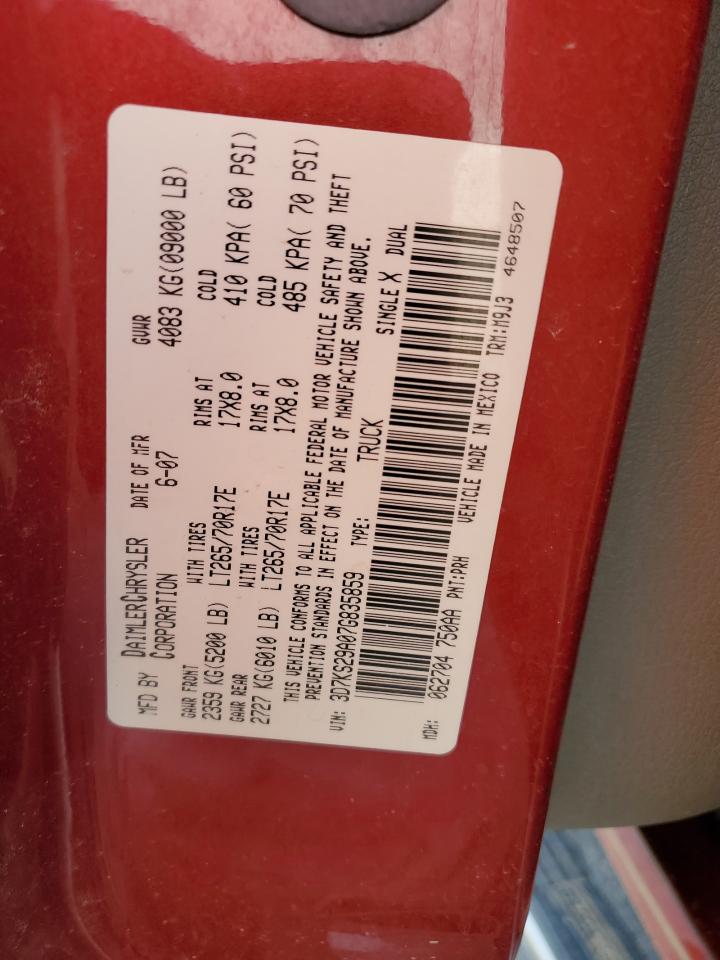 MFD BY DAIMLERCHRYSLER CORPORATION DATE OF MFR 6-07 GVWR 4083 KG(09000 LB)
GAWR FRONT WITH TIRES RIMS AT COLD
2359 KG(5200 LB) LT265/70R17E 17X8.0 410 KPA( 60 PSI)
GAWR REAR WITH TIRES RIMS AT COLD
2727 KG(6010 LB) LT265/70R17E 17X8.0 485 KPA( 70 PSI)
THIS VEHICLE CONFORMS TO ALL APPLICABLE FEDERAL MOTOR VEHICLE SAFETY AND THEFT
PREVENTION STANDARDS IN EFFECT ON THE DATE OF MANUFACTURE SHOWN ABOVE.
VIN: 3D7KS29A07G835859 TYPE: TRUCK SINGLE X DUAL
MDH: 062704 750AA PNT:PRH VEHICLE MADE IN MEXICO TRM:M9J3
4648507